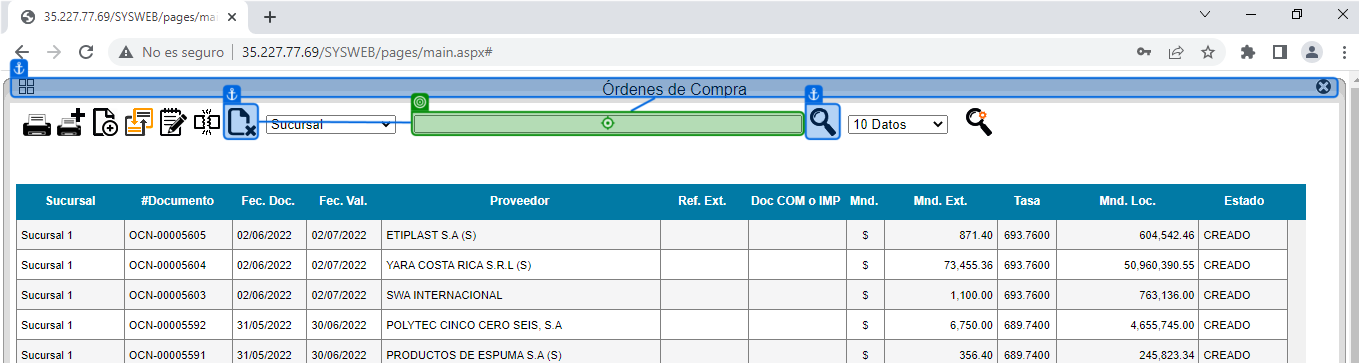 35.227.77.69/SYSWEB/pages/mai
No es seguro 35.227.77.69/SYSWEB/pages/main.aspx#
Órdenes de Compra
Sucursal 10 Datos
Sucursal #Documento Fec. Doc. Fec. Val. Proveedor Ref. Ext. Doc COM o IMP Mnd. Mnd. Ext. Tasa Mnd. Loc. Estado
Sucursal 1 OCN-00005605 02/06/2022 02/07/2022 ETIPLAST S.A (S) $ 871.40 693.7600 604,542.46 CREADO
Sucursal 1 OCN-00005604 02/06/2022 02/07/2022 YARA COSTA RICA S.R.L (S) $ 73,455.36 693.7600 50,960,390.55 CREADO
Sucursal 1 OCN-00005603 02/06/2022 02/07/2022 SWA INTERNACIONAL $ 1,100.00 693.7600 763,136.00 CREADO
Sucursal 1 OCN-00005592 31/05/2022 30/06/2022 POLYTEC CINCO CERO SEIS, S.A $ 6,750.00 689.7400 4,655,745.00 CREADO
Sucursal 1 OCN-00005591 31/05/2022 30/06/2022 PRODUCTOS DE ESPUMA S.A (S) $ 356.40 689.7400 245,823.34 CREADO